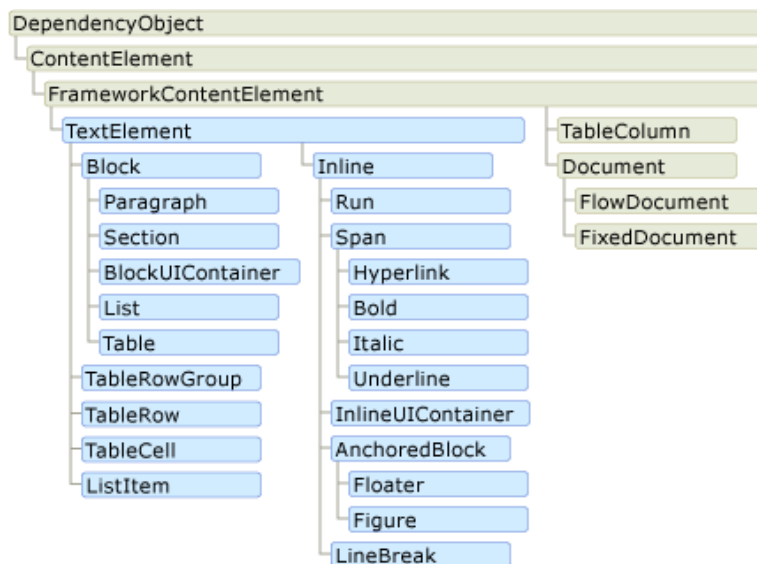 DependencyObject
ContentElement
FrameworkContentElement
TextElement
Block
Paragraph
Section
BlockUIContainer
List
Table
TableRowGroup
TableRow
TableCell
ListItem
Inline
Run
Span
Hyperlink
Bold
Italic
Underline
InlineUIContainer
AnchoredBlock
Floater
Figure
LineBreak
TableColumn
Document
FlowDocument
FixedDocument